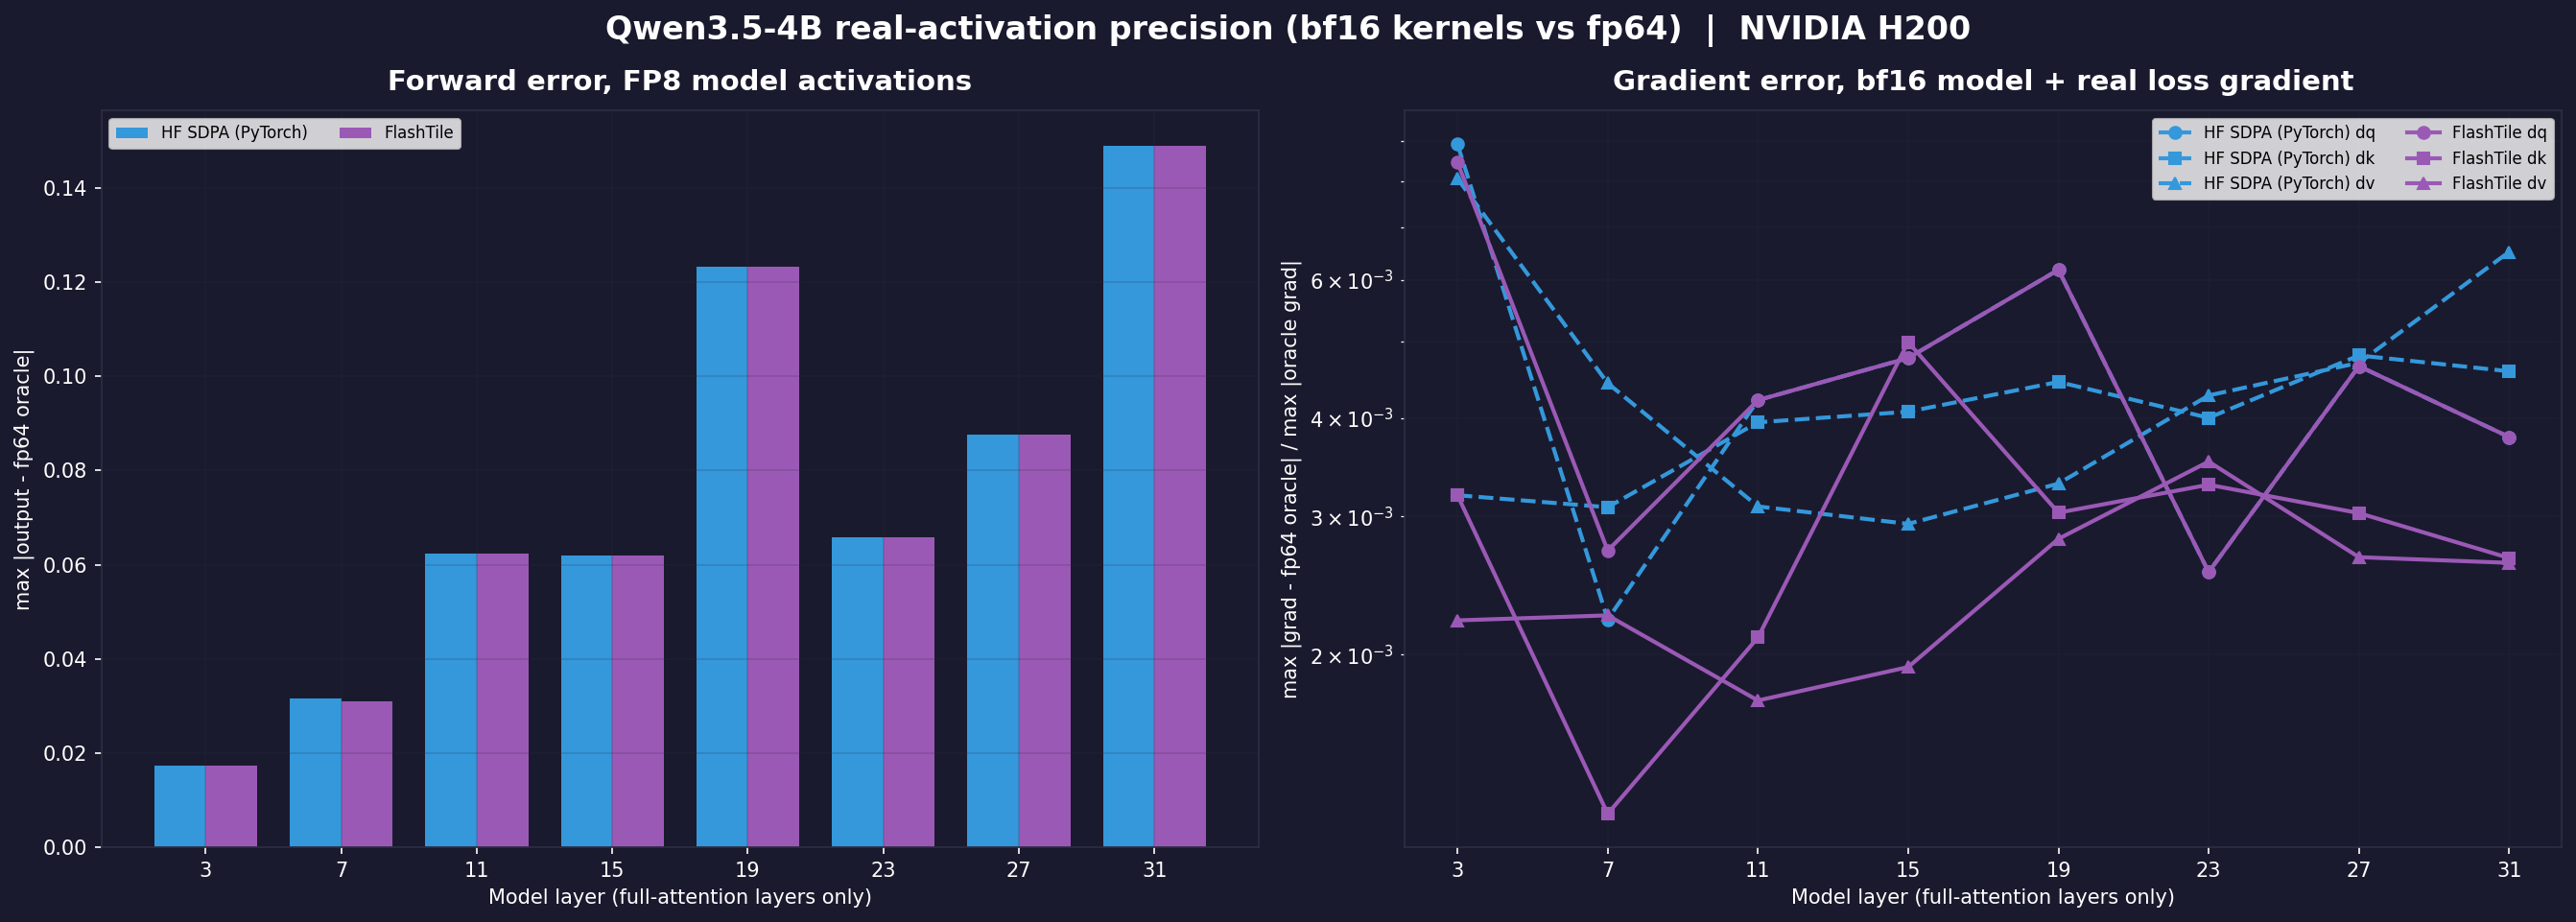 Qwen3.5-4B real-activation precision (bf16 kernels vs fp64) | NVIDIA H200
Forward error, FP8 model activations
HF SDPA (PyTorch)
FlashTile
max |output - fp64 oracle|
0.14
0.12
0.10
0.08
0.06
0.04
0.02
0.00
3
7
11
15
19
23
27
31
Model layer (full-attention layers only)
Gradient error, bf16 model + real loss gradient
HF SDPA (PyTorch) dq
HF SDPA (PyTorch) dk
HF SDPA (PyTorch) dv
FlashTile dq
FlashTile dk
FlashTile dv
max |grad - fp64 oracle| / max |oracle grad|
6 × 10⁻³
4 × 10⁻³
3 × 10⁻³
2 × 10⁻³
3
7
11
15
19
23
27
31
Model layer (full-attention layers only)